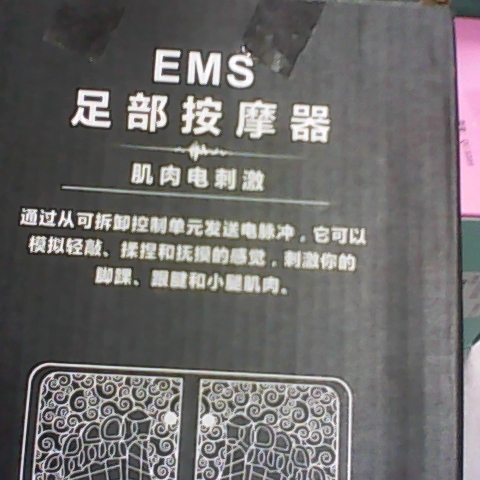 EMS
足部按摩器
肌肉电刺激
通过从可拆卸控制单元发送电脉冲，它可以
模拟轻敲、揉捏和抚摸的感觉，刺激你的
脚踝、跟腱和小腿肌肉。